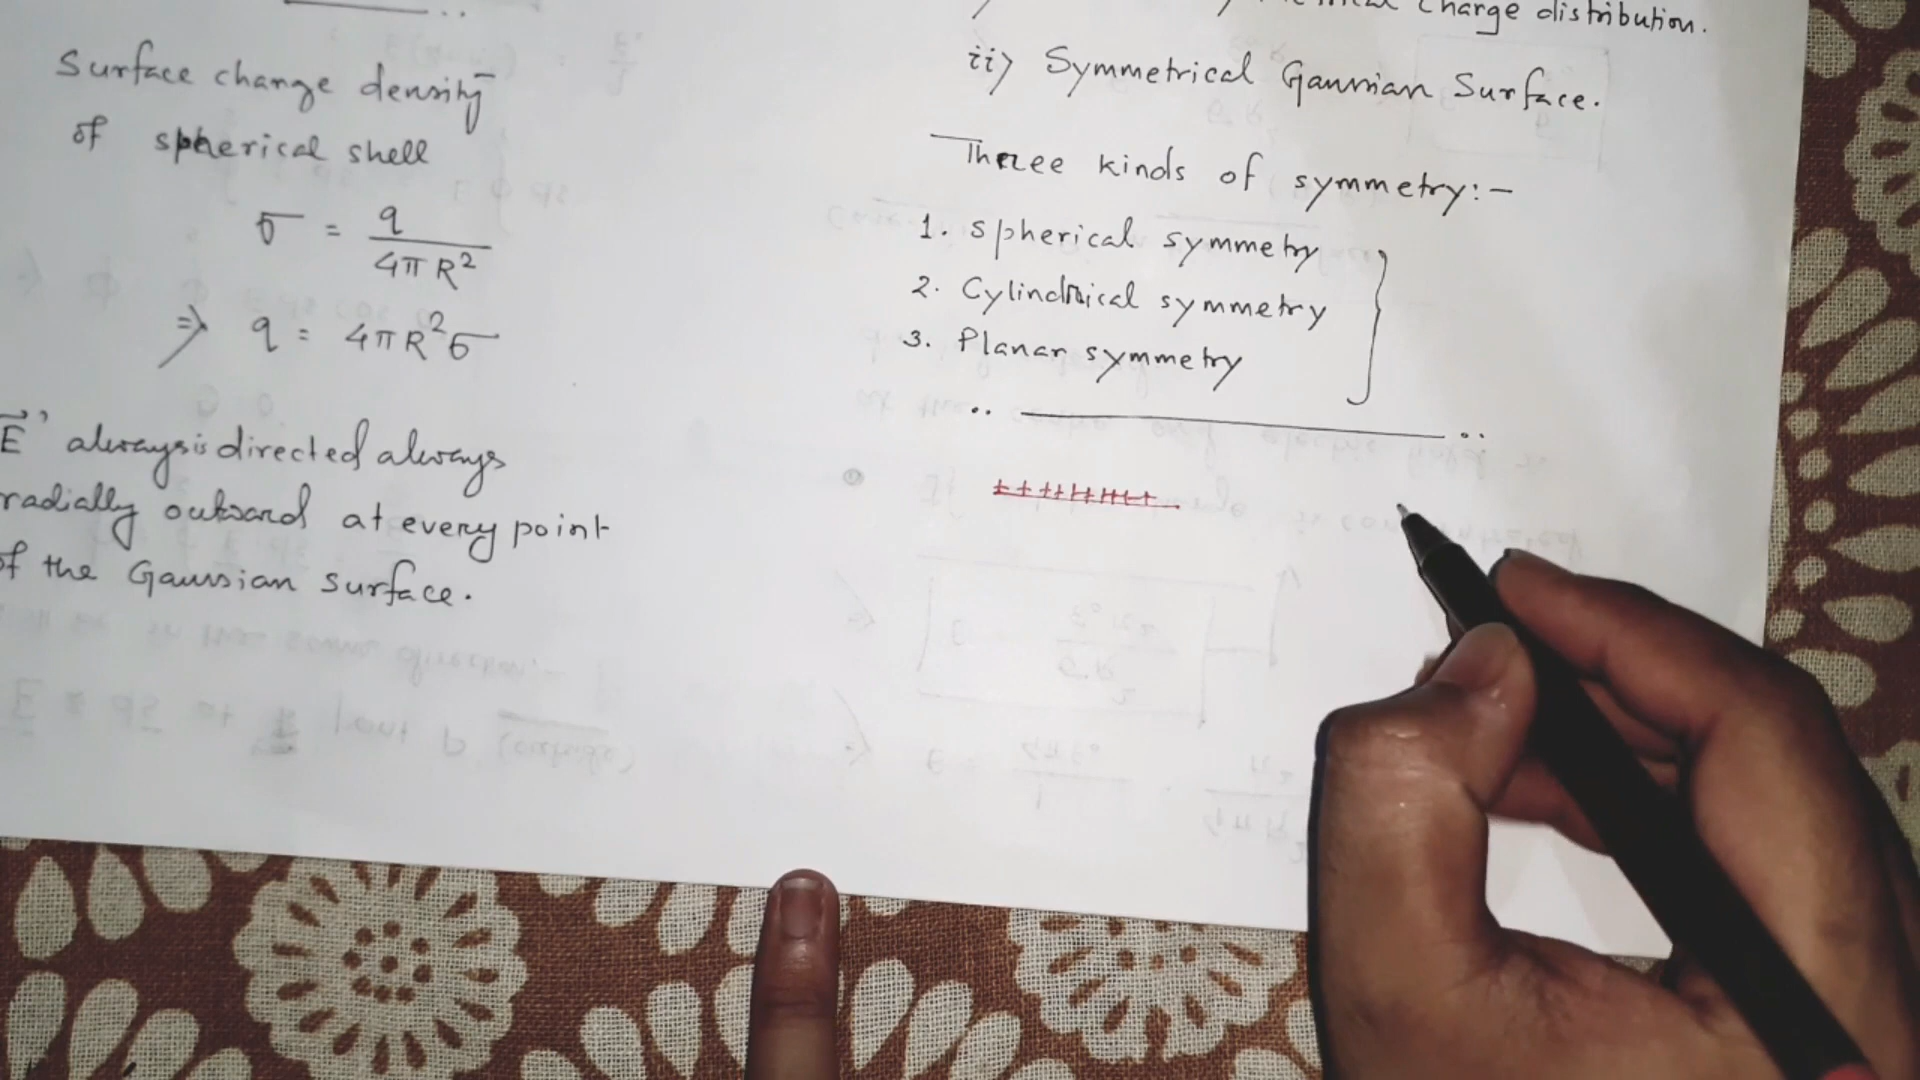 Surface change density
of spherical shell
σ = q / 4πR²
⇒ q = 4πR²σ
E⃗ always is directed always
radially outward at every point
of the Gaussian surface.
charge distribution.
ii) Symmetrical Gaussian Surface.
Three kinds of symmetry:-
1. Spherical symmetry
2. Cylindrical symmetry
3. Planar symmetry
+ + + + + + + + + +